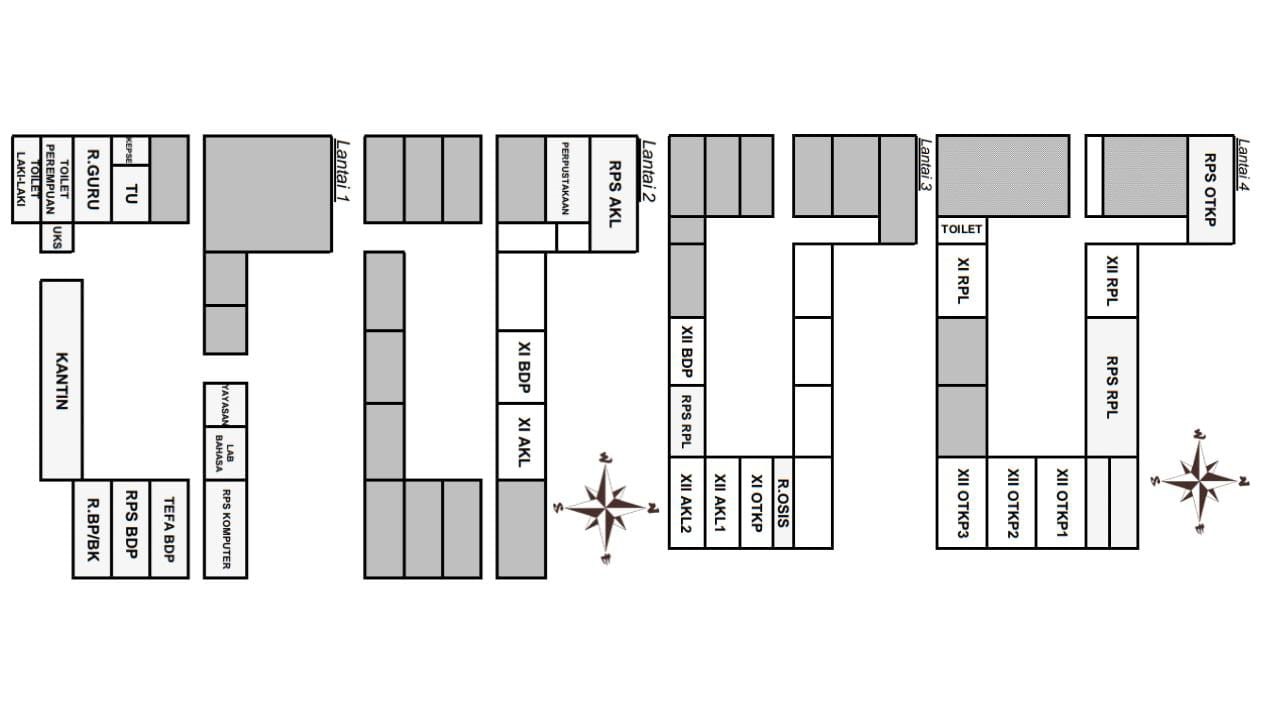 Lantai 1
KEPSEK
TU
R.GURU
TOILET
PEREMPUAN
TOILET
LAKI-LAKI
UKS
KANTIN
YAYASAN
LAB
BAHASA
RPS KOMPUTER
TEFA BDP
RPS BDP
R.BP/BK
Lantai 2
RPS AKL
PERPUSTAKAAN
XI BDP
XI AKL
W
N
S
E
Lantai 3
XII BDP
RPS RPL
XII AKL2
XII AKL1
XI OTKP
R.OSIS
Lantai 4
RPS OTKP
TOILET
XI RPL
XII RPL
RPS RPL
XII OTKP3
XII OTKP2
XII OTKP1
W
N
S
E